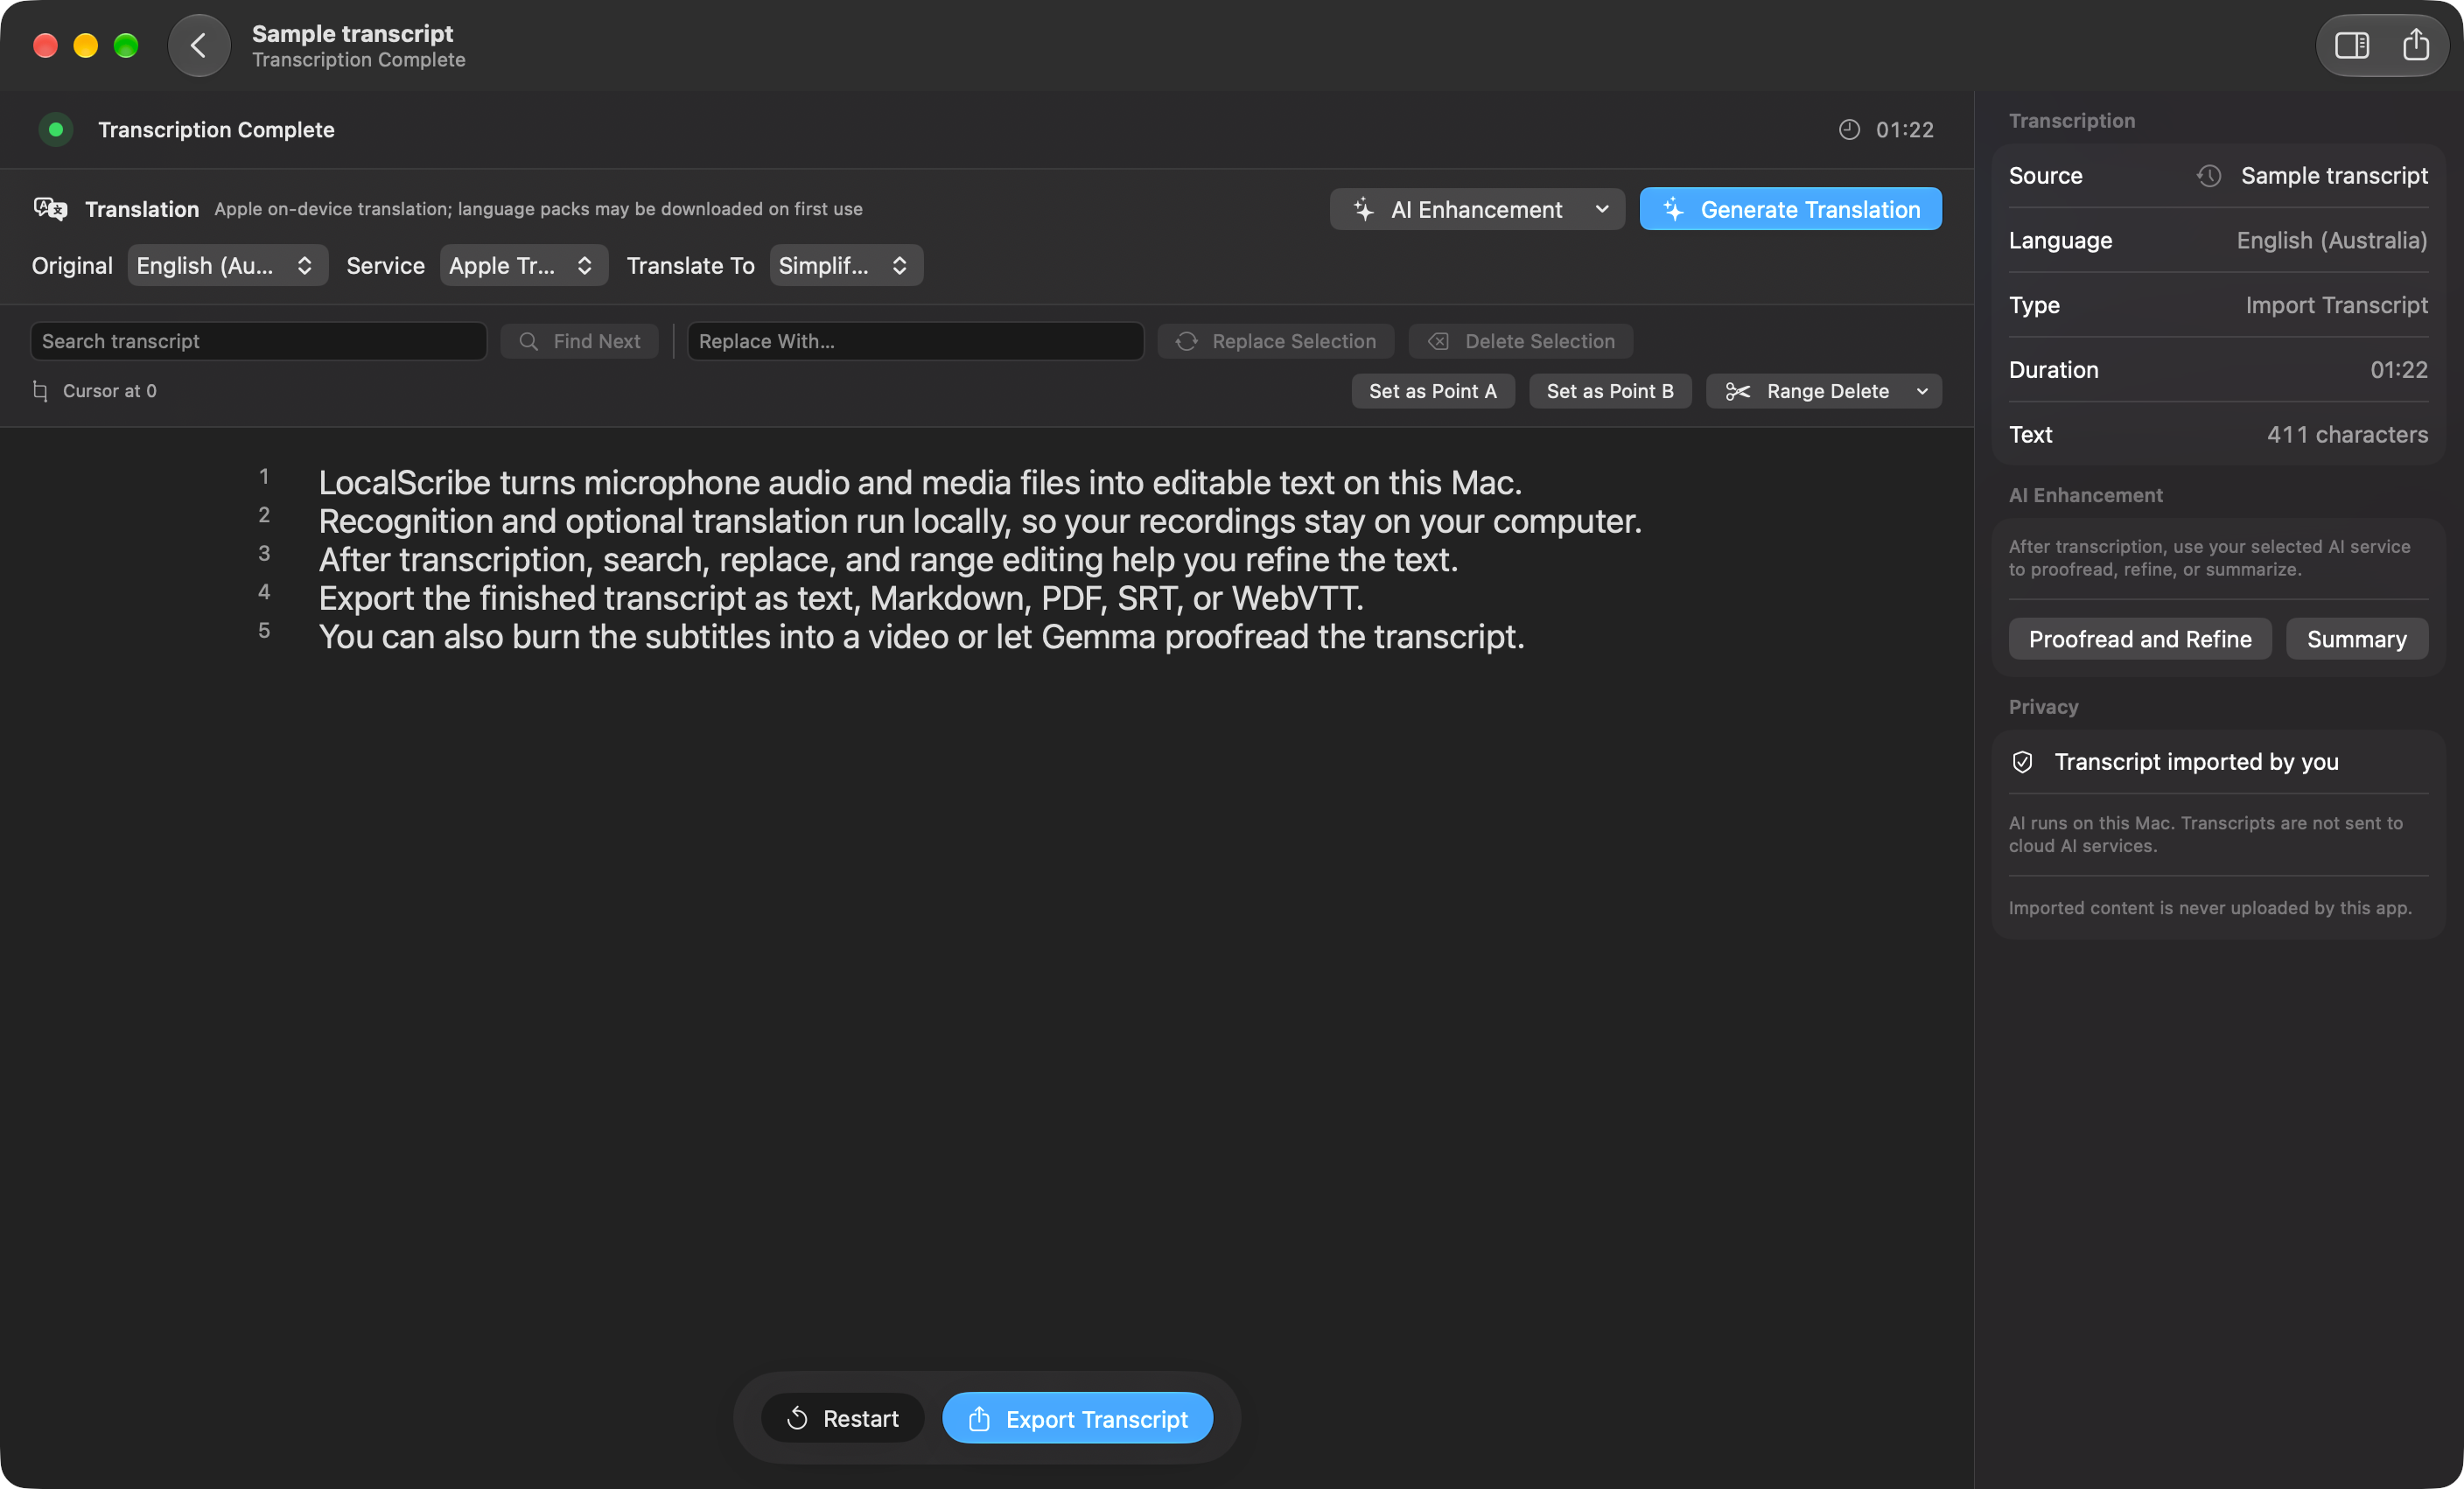 Sample transcript
Transcription Complete
Transcription Complete
01:22
Translation Apple on-device translation; language packs may be downloaded on first use
AI Enhancement
Generate Translation
Original English (Au... Service Apple Tr... Translate To Simplif...
Search transcript
Find Next
Replace With...
Replace Selection
Delete Selection
Cursor at 0
Set as Point A
Set as Point B
Range Delete
1 LocalScribe turns microphone audio and media files into editable text on this Mac.
2 Recognition and optional translation run locally, so your recordings stay on your computer.
3 After transcription, search, replace, and range editing help you refine the text.
4 Export the finished transcript as text, Markdown, PDF, SRT, or WebVTT.
5 You can also burn the subtitles into a video or let Gemma proofread the transcript.
Restart
Export Transcript
Transcription
Source Sample transcript
Language English (Australia)
Type Import Transcript
Duration 01:22
Text 411 characters
AI Enhancement
After transcription, use your selected AI service
to proofread, refine, or summarize.
Proofread and Refine
Summary
Privacy
Transcript imported by you
AI runs on this Mac. Transcripts are not sent to
cloud AI services.
Imported content is never uploaded by this app.